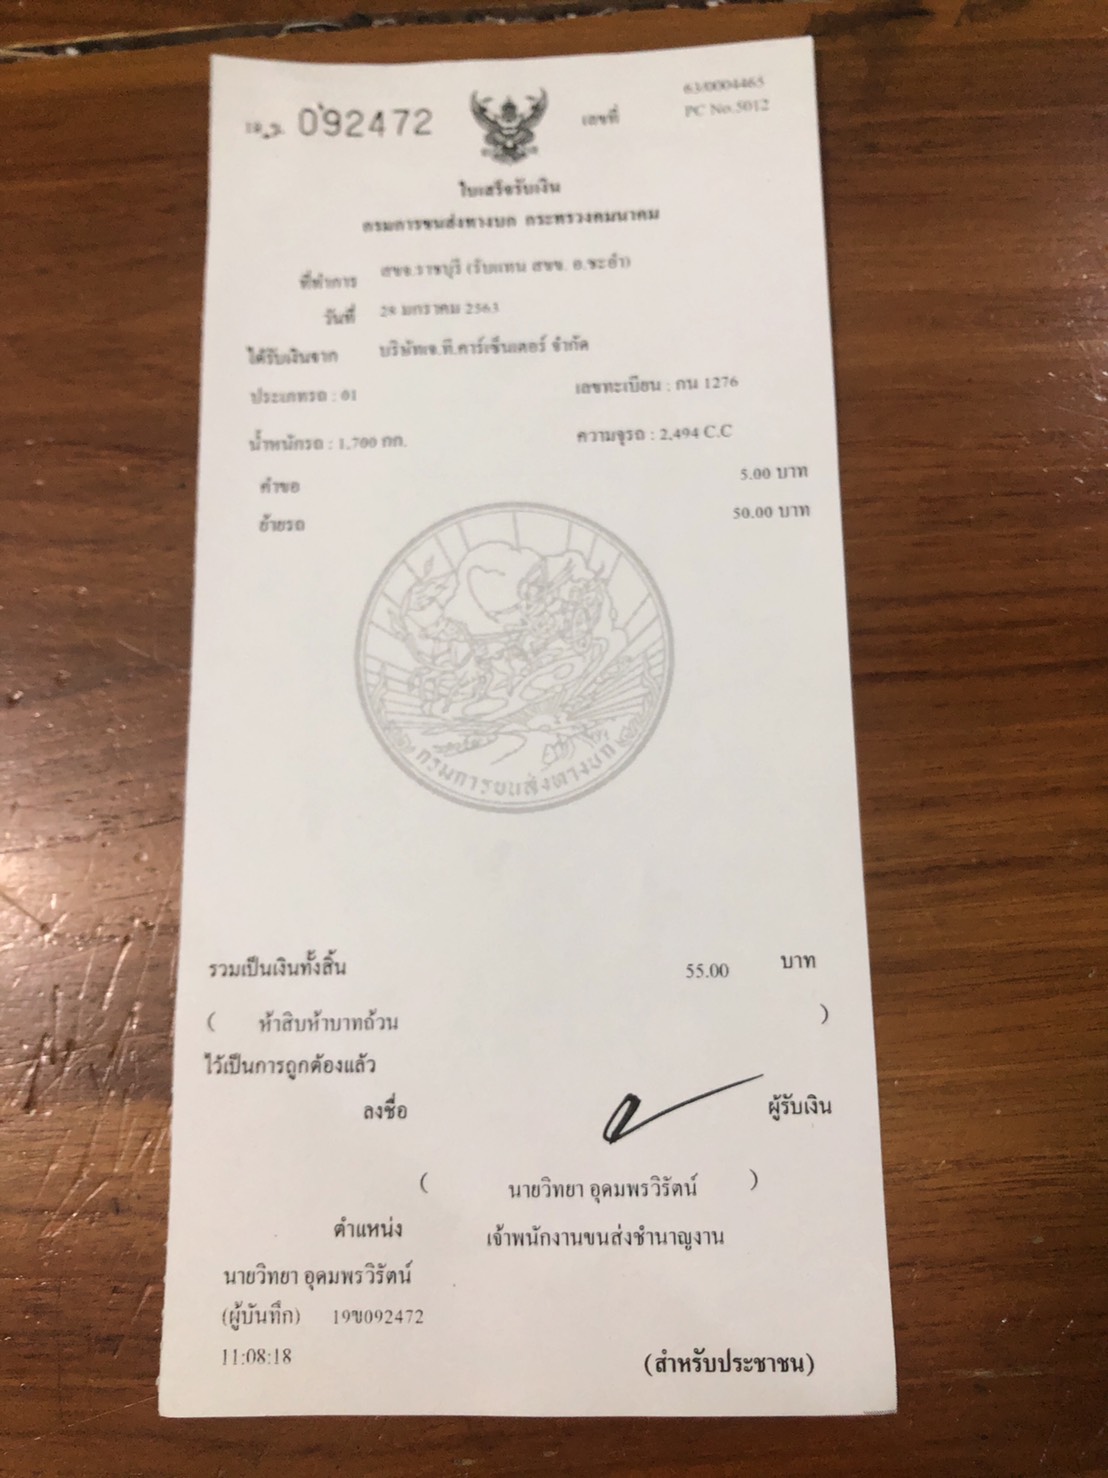 092472 เลขที่ 63/0004465
PC No.5012
ใบเสร็จรับเงิน
กรมการขนส่งทางบก กระทรวงคมนาคม
ที่ทำการ สขจ.ราชบุรี (รับแทน สขข. อ.ชะอำ)
วันที่ 28 มกราคม 2563
ได้รับเงินจาก บริษัทเจ.ที.คาร์เซ็นเตอร์ จำกัด
ประเภทรถ : 01 เลขทะเบียน : กน 1276
น้ำหนักรถ : 1,700 กก. ความจุรถ : 2,494 C.C
คำขอ 5.00 บาท
ย้ายรถ 50.00 บาท
กรมการขนส่งทางบก
รวมเป็นเงินทั้งสิ้น 55.00 บาท
( ห้าสิบห้าบาทถ้วน )
ไว้เป็นการถูกต้องแล้ว
ลงชื่อ ผู้รับเงิน
( นายวิทยา อุดมพรวิรัตน์ )
ตำแหน่ง เจ้าพนักงานขนส่งชำนาญงาน
นายวิทยา อุดมพรวิรัตน์
(ผู้บันทึก) 19ข092472
11:08:18
(สำหรับประชาชน)